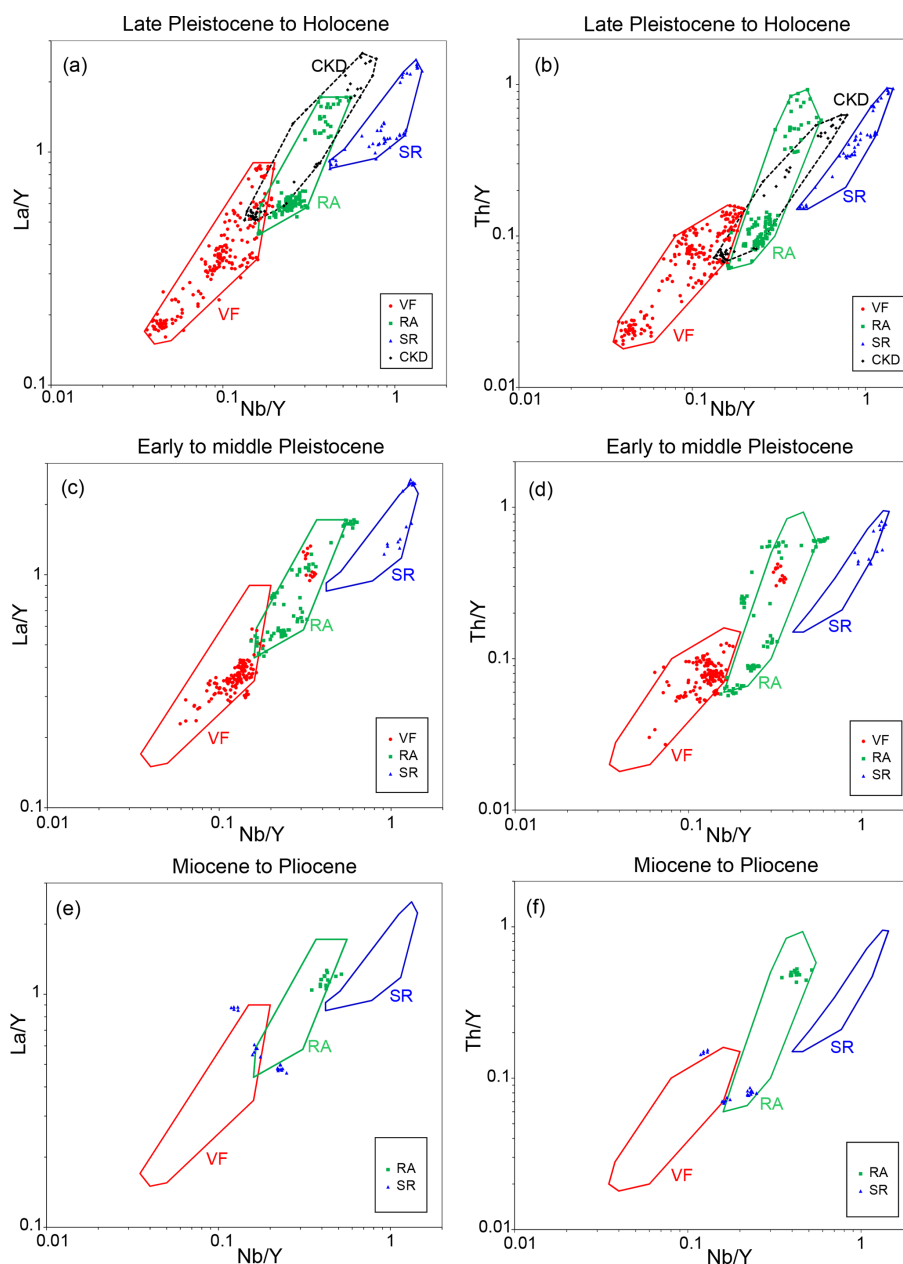 Late Pleistocene to Holocene
(a)
La/Y
1
0.1
0.01
0.1
1
Nb/Y
CKD
SR
RA
VF
VF
RA
SR
CKD
Late Pleistocene to Holocene
(b)
Th/Y
1
0.1
0.01
0.01
0.1
1
Nb/Y
CKD
SR
RA
VF
VF
RA
SR
CKD
Early to middle Pleistocene
(c)
La/Y
1
0.1
0.01
0.1
1
Nb/Y
SR
RA
VF
VF
RA
SR
Early to middle Pleistocene
(d)
Th/Y
1
0.1
0.01
0.01
0.1
1
Nb/Y
SR
RA
VF
VF
RA
SR
Miocene to Pliocene
(e)
La/Y
1
0.1
0.01
0.1
1
Nb/Y
SR
RA
VF
RA
SR
Miocene to Pliocene
(f)
Th/Y
1
0.1
0.01
0.01
0.1
1
Nb/Y
SR
RA
VF
RA
SR